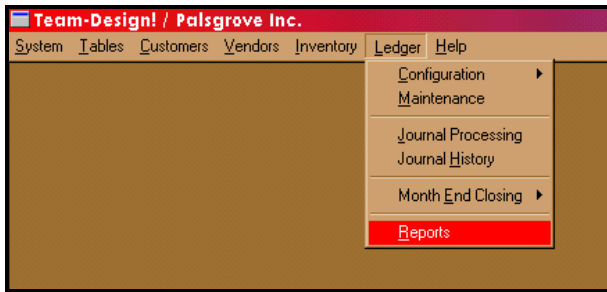 Team-Design! / Palsgrove Inc.
System Tables Customers Vendors Inventory Ledger Help
Configuration
Maintenance
Journal Processing
Journal History
Month End Closing
Reports